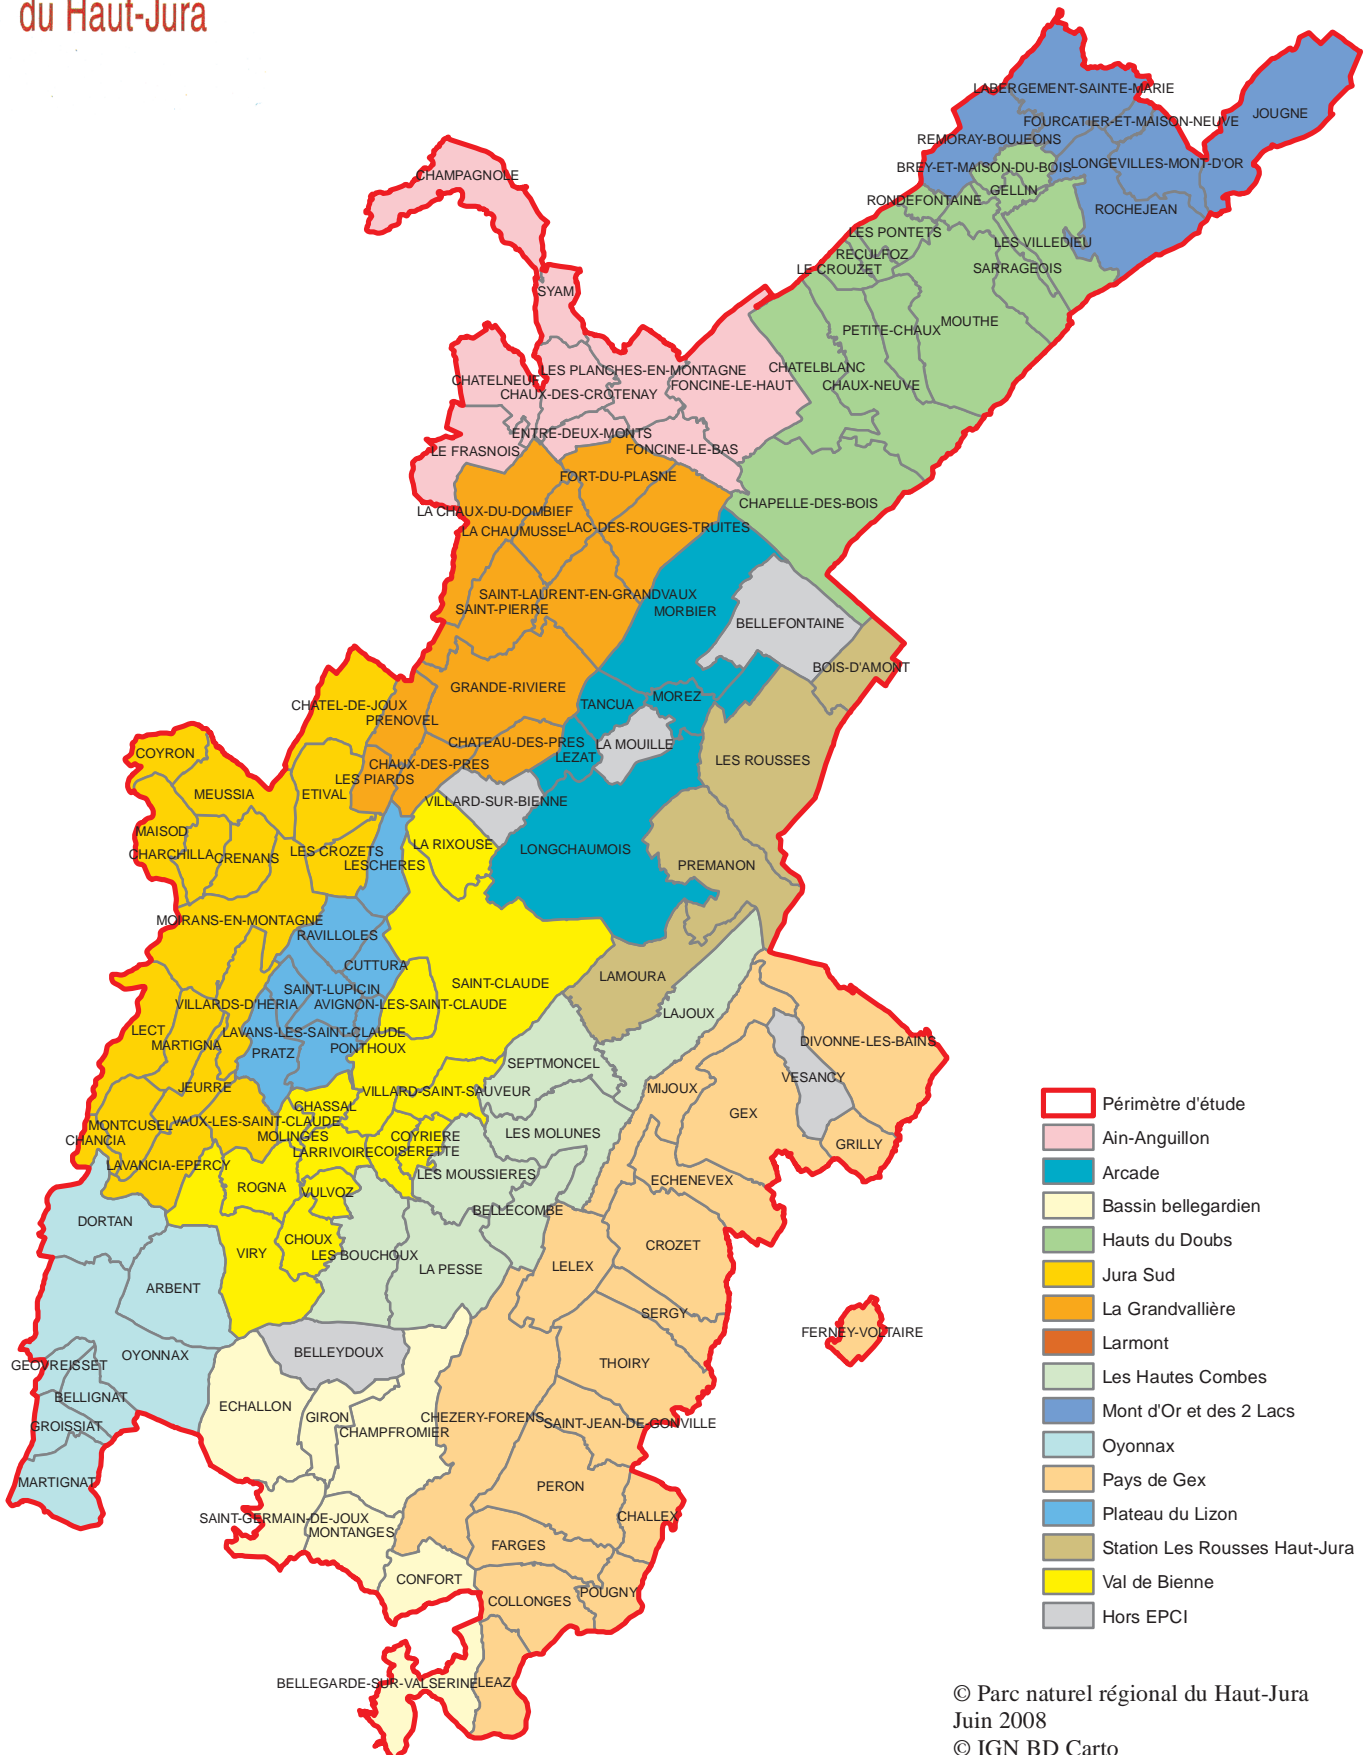 du Haut-Jura
LABERGEMENT-SAINTE-MARIE
JOUGNE
FOURCATIER-ET-MAISON-NEUVE
REMORAY-BOUJEONS
BREY-ET-MAISON-DU-BOIS
LONGEVILLES-MONT-D'OR
CHAMPAGNOLE
GELLIN
RONDEFONTAINE
ROCHEJEAN
LES PONTETS
LES VILLEDIEU
RECULFOZ
LE CROUZET
SARRAGEOIS
SYAM
MOUTHE
PETITE-CHAUX
CHATELBLANC
LES PLANCHES-EN-MONTAGNE
CHATELNEUF
FONCINE-LE-HAUT
CHAUX-NEUVE
CHAUX-DES-CROTENAY
ENTRE-DEUX-MONTS
LE FRASNOIS
FONCINE-LE-BAS
FORT-DU-PLASNE
CHAPELLE-DES-BOIS
LA CHAUX-DU-DOMBIEF
LA CHAUMUSSE
LAC-DES-ROUGES-TRUITES
SAINT-LAURENT-EN-GRANDVAUX
SAINT-PIERRE
MORBIER
BELLEFONTAINE
BOIS-D'AMONT
GRANDE-RIVIERE
MOREZ
TANCUA
CHATEL-DE-JOUX
PRENOVEL
CHATEAU-DES-PRES
LA MOUILLE
COYRON
LEZAT
LES ROUSSES
CHAUX-DES-PRES
LES PIARDS
MEUSSIA
ETIVAL
VILLARD-SUR-BIENNE
MAISOD
LA RIXOUSE
LONGCHAUMOIS
CHARCHILLA
CRENANS
LES CROZETS
LESCHERES
PREMANON
MOIRANS-EN-MONTAGNE
RAVILLOLES
CUTTURA
LAMOURA
SAINT-CLAUDE
SAINT-LUPICIN
VILLARDS-D'HERIA
AVIGNON-LES-SAINT-CLAUDE
LAJOUX
LECT
LAVANS-LES-SAINT-CLAUDE
DIVONNE-LES-BAINS
MARTIGNA
PRATZ
PONTHOUX
SEPTMONCEL
VESANCY
JEURRE
VILLARD-SAINT-SAUVEUR
MIJOUX
CHASSAL
GEX
Périmètre d'étude
MONTCUSEL
VAUX-LES-SAINT-CLAUDE
MOLINGES
COYRIERE
LES MOLUNES
CHANCIA
GRILLY
Ain-Anguillon
LARRIVOIRE
COISERETTE
LAVANCIA-EPERCY
LES MOUSSIERES
ECHENEVEX
Arcade
ROGNA
VULVOZ
BELLECOMBE
Bassin bellegardien
DORTAN
CHOUX
CROZET
Hauts du Doubs
VIRY
LES BOUCHOUX
LA PESSE
LELEX
Jura Sud
ARBENT
SERGY
La Grandvallière
FERNEY-VOLTAIRE
Larmont
BELLEYDOUX
OYONNAX
GEOVREISSET
THOIRY
Les Hautes Combes
BELLIGNAT
ECHALLON
Mont d'Or et des 2 Lacs
GIRON
CHEZERY-FORENS
SAINT-JEAN-DE-GONVILLE
GROISSIAT
CHAMPFROMIER
Oyonnax
MARTIGNAT
PERON
Pays de Gex
SAINT-GERMAIN-DE-JOUX
CHALLEX
Plateau du Lizon
MONTANGES
FARGES
Station Les Rousses Haut-Jura
CONFORT
Val de Bienne
POUGNY
COLLONGES
Hors EPCI
BELLEGARDE-SUR-VALSERINE
LEAZ
© Parc naturel régional du Haut-Jura
Juin 2008
© IGN BD Carto